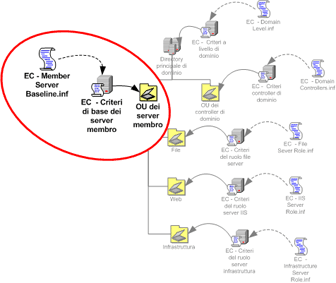 EC - Domain
Level.inf
EC - Criteri a
livello di
dominio
Directory
principale di
dominio
EC - Member
Server
Baseline.inf
EC - Criteri
di base dei
server
membro
OU dei
server
membro
OU dei
controller di
dominio
EC - Criteri
del controller di
dominio
EC - Domain
Controllers.inf
File
EC - Criteri
del ruolo file
server
EC - File
Sever Role.inf
Web
EC - Criteri
del ruolo
server IIS
EC - IIS
Server
Role.inf
Infrastruttura
EC - Criteri
del ruolo
server
infrastruttura
EC -
Infrastructure
Server
Role.inf